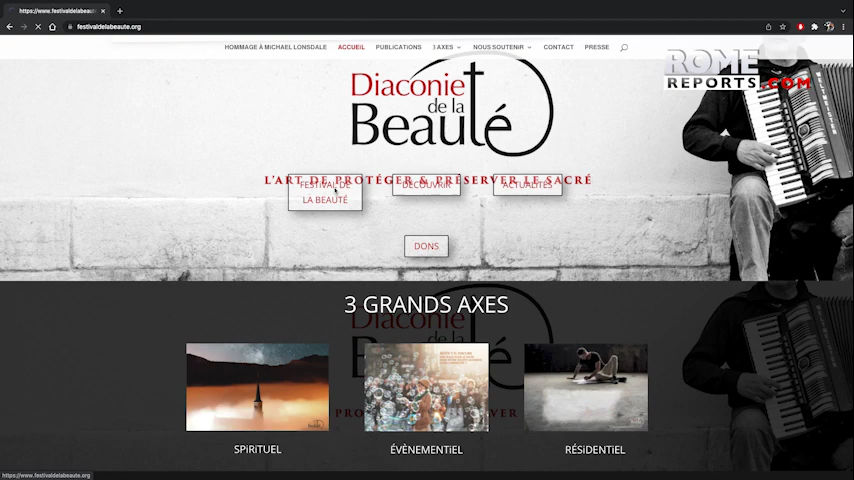 https://www.festivaldelabeaute.c
festivaldelabeaute.org
HOMMAGE À MICHAEL LONSDALE ACCUEIL PUBLICATIONS 3 AXES NOUS SOUTENIR CONTACT PRESSE
ROME
REPORTS.COM
Diaconie
de la
Beauté
L'ART DE PROTÉGER & PRÉSERVER LE SACRÉ
FESTIVAL DE
LA BEAUTÉ
DÉCOUVRIR
ACTUALITÉS
DONS
3 GRANDS AXES
SPiRiTUEL
ÉVÈNEMENTiEL
RÉSiDENTiEL
https://www.festivaldelabeaute.org